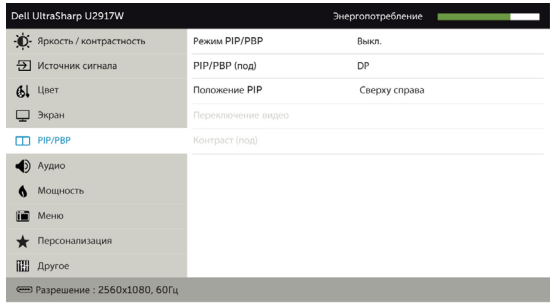 Dell UltraSharp U2917W Энергопотребление
Яркость / контрастность Режим PIP/PBP Выкл.
Источник сигнала PIP/PBP (под) DP
Цвет Положение PIP Сверху справа
Экран Переключение видео
PIP/PBP Контраст (под)
Аудио
Мощность
Меню
Персонализация
Другое
Разрешение : 2560x1080, 60Гц